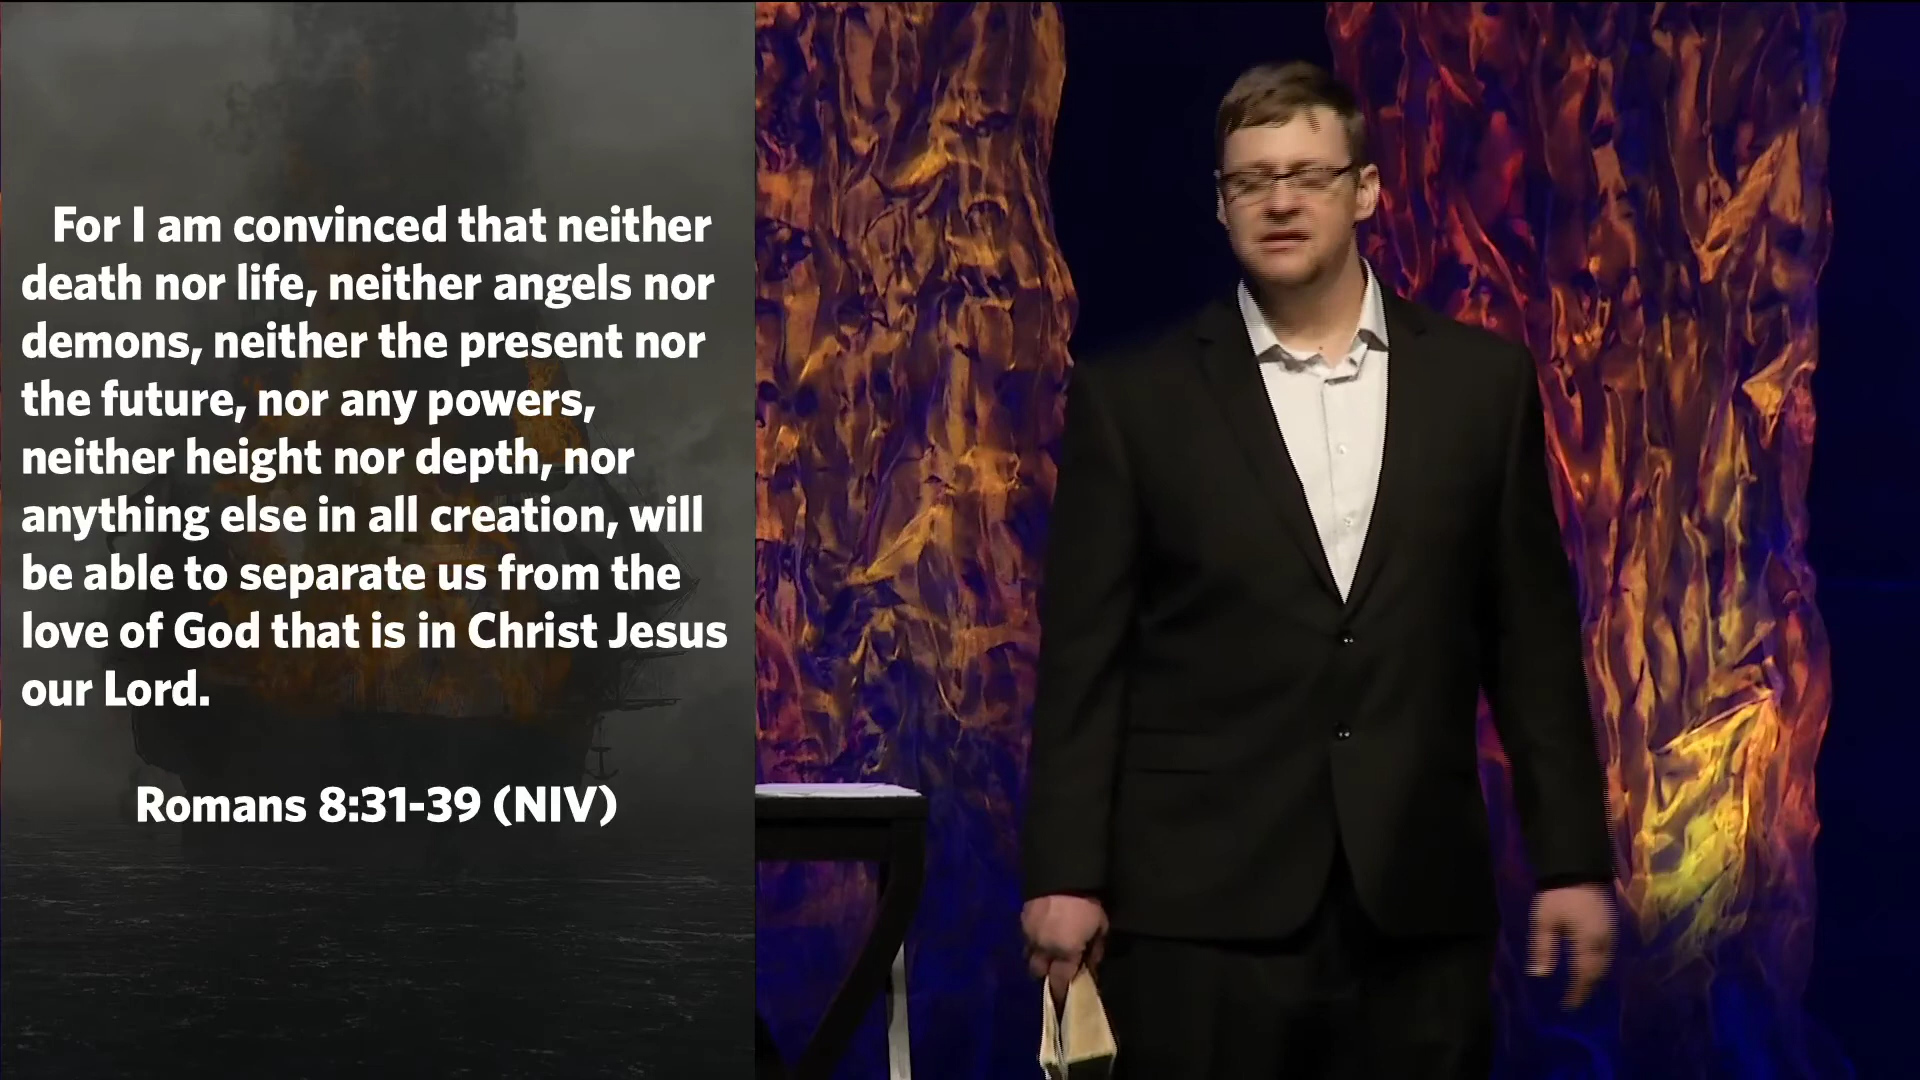 For I am convinced that neither
death nor life, neither angels nor
demons, neither the present nor
the future, nor any powers,
neither height nor depth, nor
anything else in all creation, will
be able to separate us from the
love of God that is in Christ Jesus
our Lord.
Romans 8:31-39 (NIV)